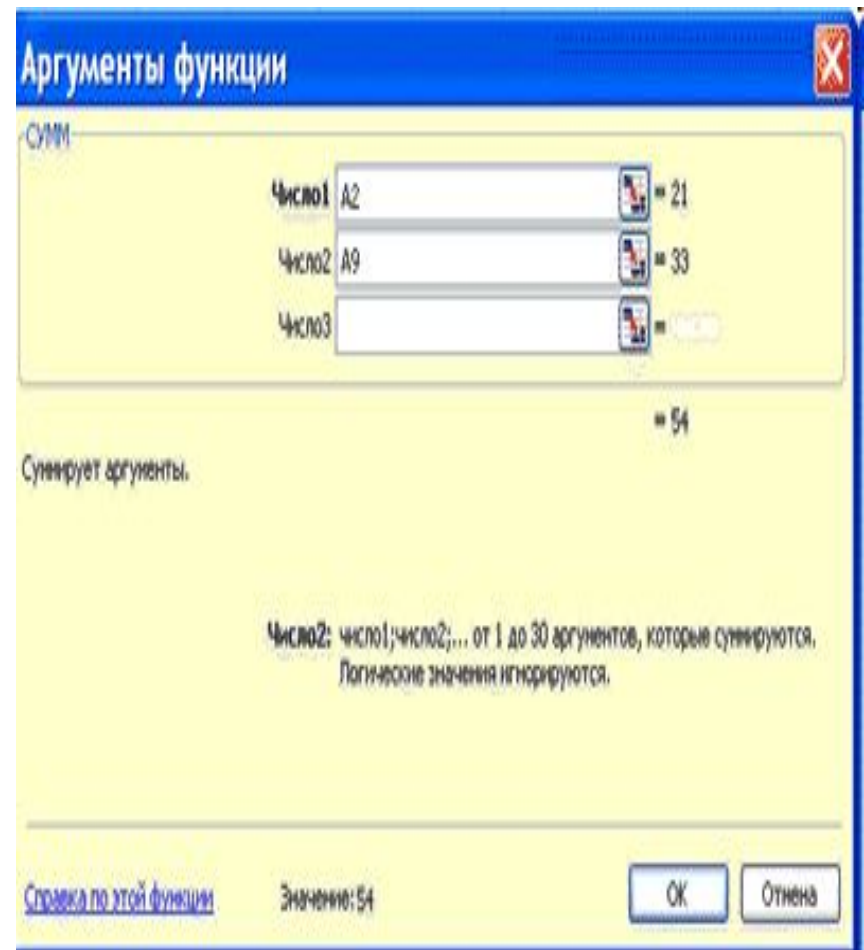 Аргументы функции
СУММ
Число1 A2 = 21
Число2 A9 = 33
Число3 =
= 54
Суммирует аргументы.
Число2: число1;число2;... от 1 до 30 аргументов, которые суммируются.
Логические значения игнорируются.
Справка по этой функции Значение:54 ОК Отмена